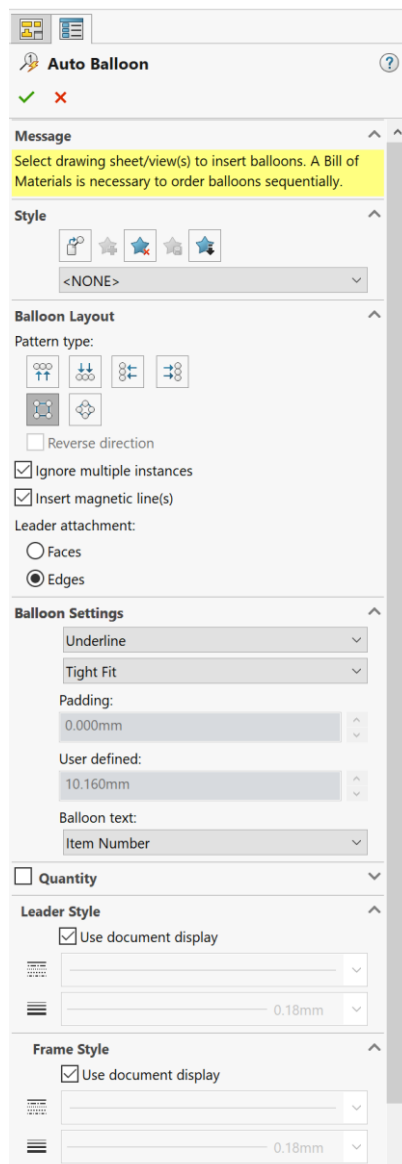 Auto Balloon
?
Message
Select drawing sheet/view(s) to insert balloons. A Bill of
Materials is necessary to order balloons sequentially.
Style
<NONE>
Balloon Layout
Pattern type:
Reverse direction
Ignore multiple instances
Insert magnetic line(s)
Leader attachment:
Faces
Edges
Balloon Settings
Underline
Tight Fit
Padding:
0.000mm
User defined:
10.160mm
Balloon text:
Item Number
Quantity
Leader Style
Use document display
0.18mm
Frame Style
Use document display
0.18mm